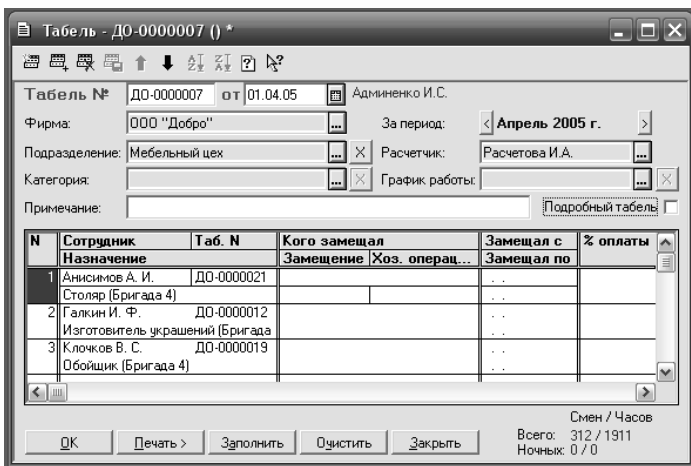 Табель - ДО-0000007 () *
Табель № ДО-0000007 от 01.04.05 Админенко И.С.
Фирма: ООО "Добро" ... За период: < Апрель 2005 г. >
Подразделение: Мебельный цех ... X Расчетчик: Расчетова И.А. ...
Категория: ... X График работы: ... X
Примечание: Подробный табель
N Сотрудник Таб. N Кого замещал Замещал с % оплаты
Назначение Замещение Хоз. операц... Замещал по
1 Анисимов А. И. ДО-0000021 . .
Столяр (Бригада 4) . .
2 Галкин И. Ф. ДО-0000012 . .
Изготовитель украшений (Бригада . .
3 Клочков В. С. ДО-0000019 . .
Обойщик (Бригада 4) . .
Смен / Часов
ОК Печать > Заполнить Очистить Закрыть Всего: 312 / 1911
Ночных: 0 / 0